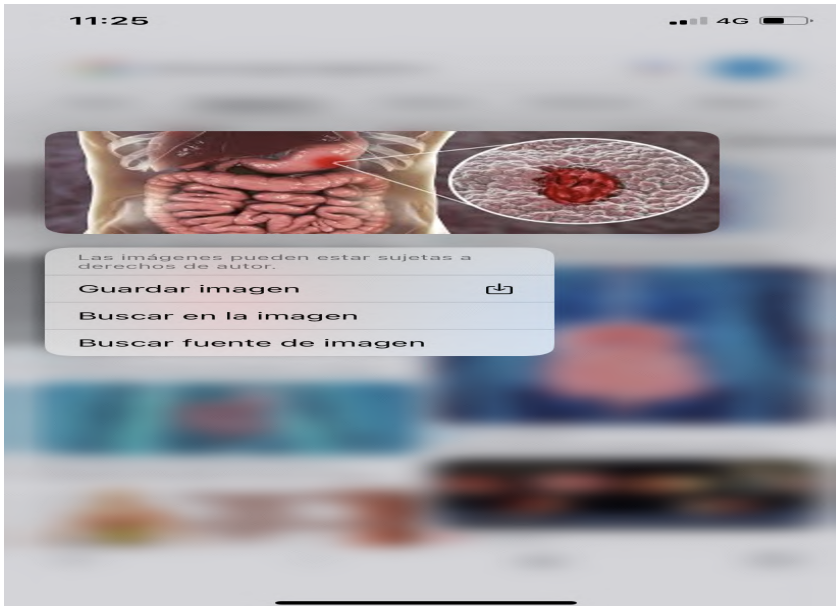 11:25
4G
Las imágenes pueden estar sujetas a
derechos de autor.
Guardar imagen
Buscar en la imagen
Buscar fuente de imagen